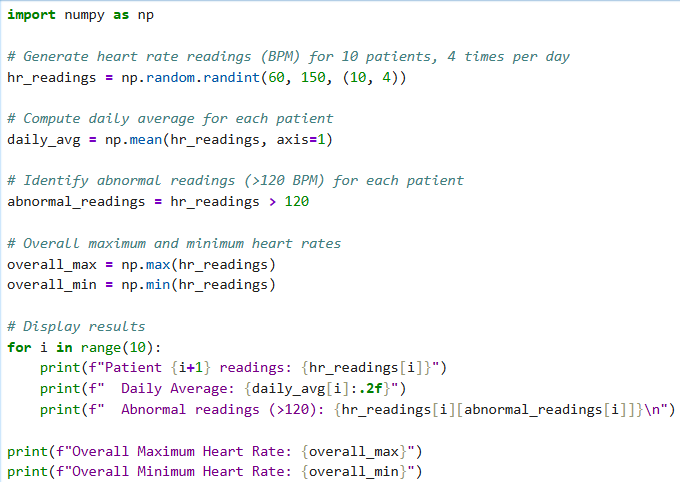 import numpy as np
# Generate heart rate readings (BPM) for 10 patients, 4 times per day
hr_readings = np.random.randint(60, 150, (10, 4))
# Compute daily average for each patient
daily_avg = np.mean(hr_readings, axis=1)
# Identify abnormal readings (>120 BPM) for each patient
abnormal_readings = hr_readings > 120
# Overall maximum and minimum heart rates
overall_max = np.max(hr_readings)
overall_min = np.min(hr_readings)
# Display results
for i in range(10):
    print(f"Patient {i+1} readings: {hr_readings[i]}")
    print(f"  Daily Average: {daily_avg[i]:.2f}")
    print(f"  Abnormal readings (>120): {hr_readings[i][abnormal_readings[i]]}\n")
print(f"Overall Maximum Heart Rate: {overall_max}")
print(f"Overall Minimum Heart Rate: {overall_min}")